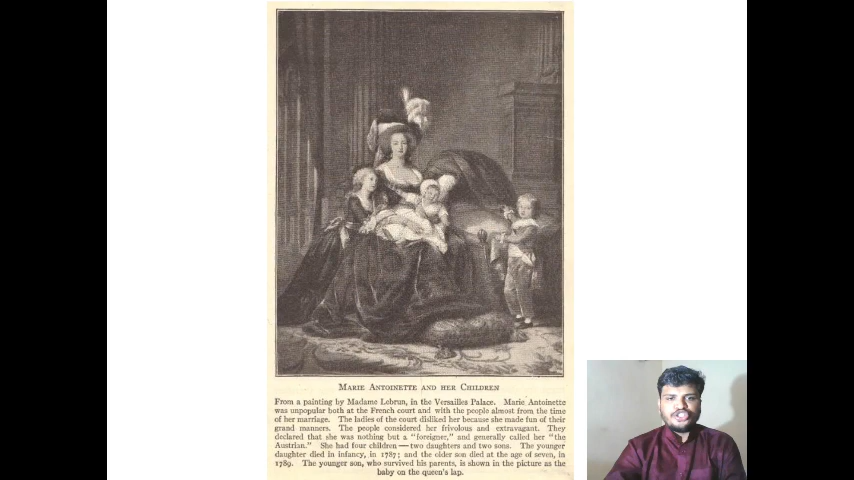 Marie Antoinette and her Children
From a painting by Madame Lebrun, in the Versailles Palace. Marie Antoinette
was unpopular both at the French court and with the people almost from the time
of her marriage. The ladies of the court disliked her because she made fun of their
grand manners. The people considered her frivolous and extravagant. They
declared that she was nothing but a "foreigner," and generally called her "the
Austrian." She had four children — two daughters and two sons. The younger
daughter died in infancy, in 1787; and the older son died at the age of seven, in
1789. The younger son, who survived his parents, is shown in the picture as the
baby on the queen's lap.